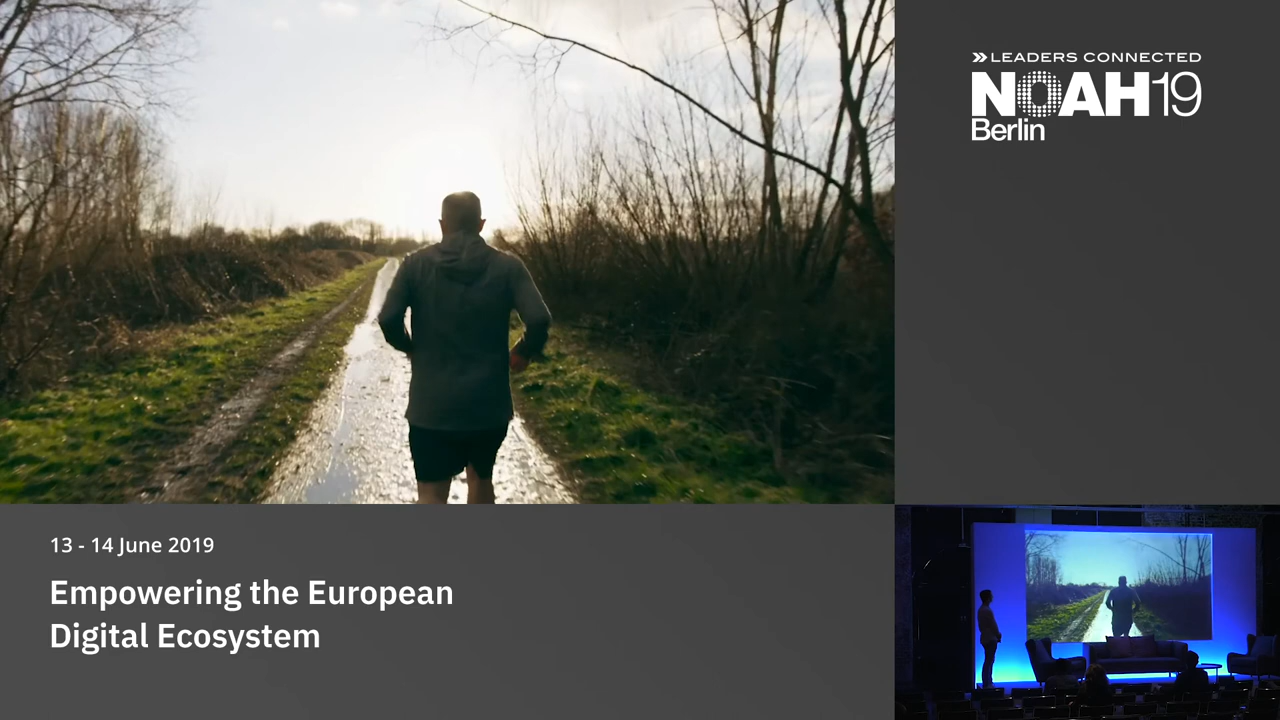 LEADERS CONNECTED
NOAH19
Berlin
13 - 14 June 2019
Empowering the European
Digital Ecosystem